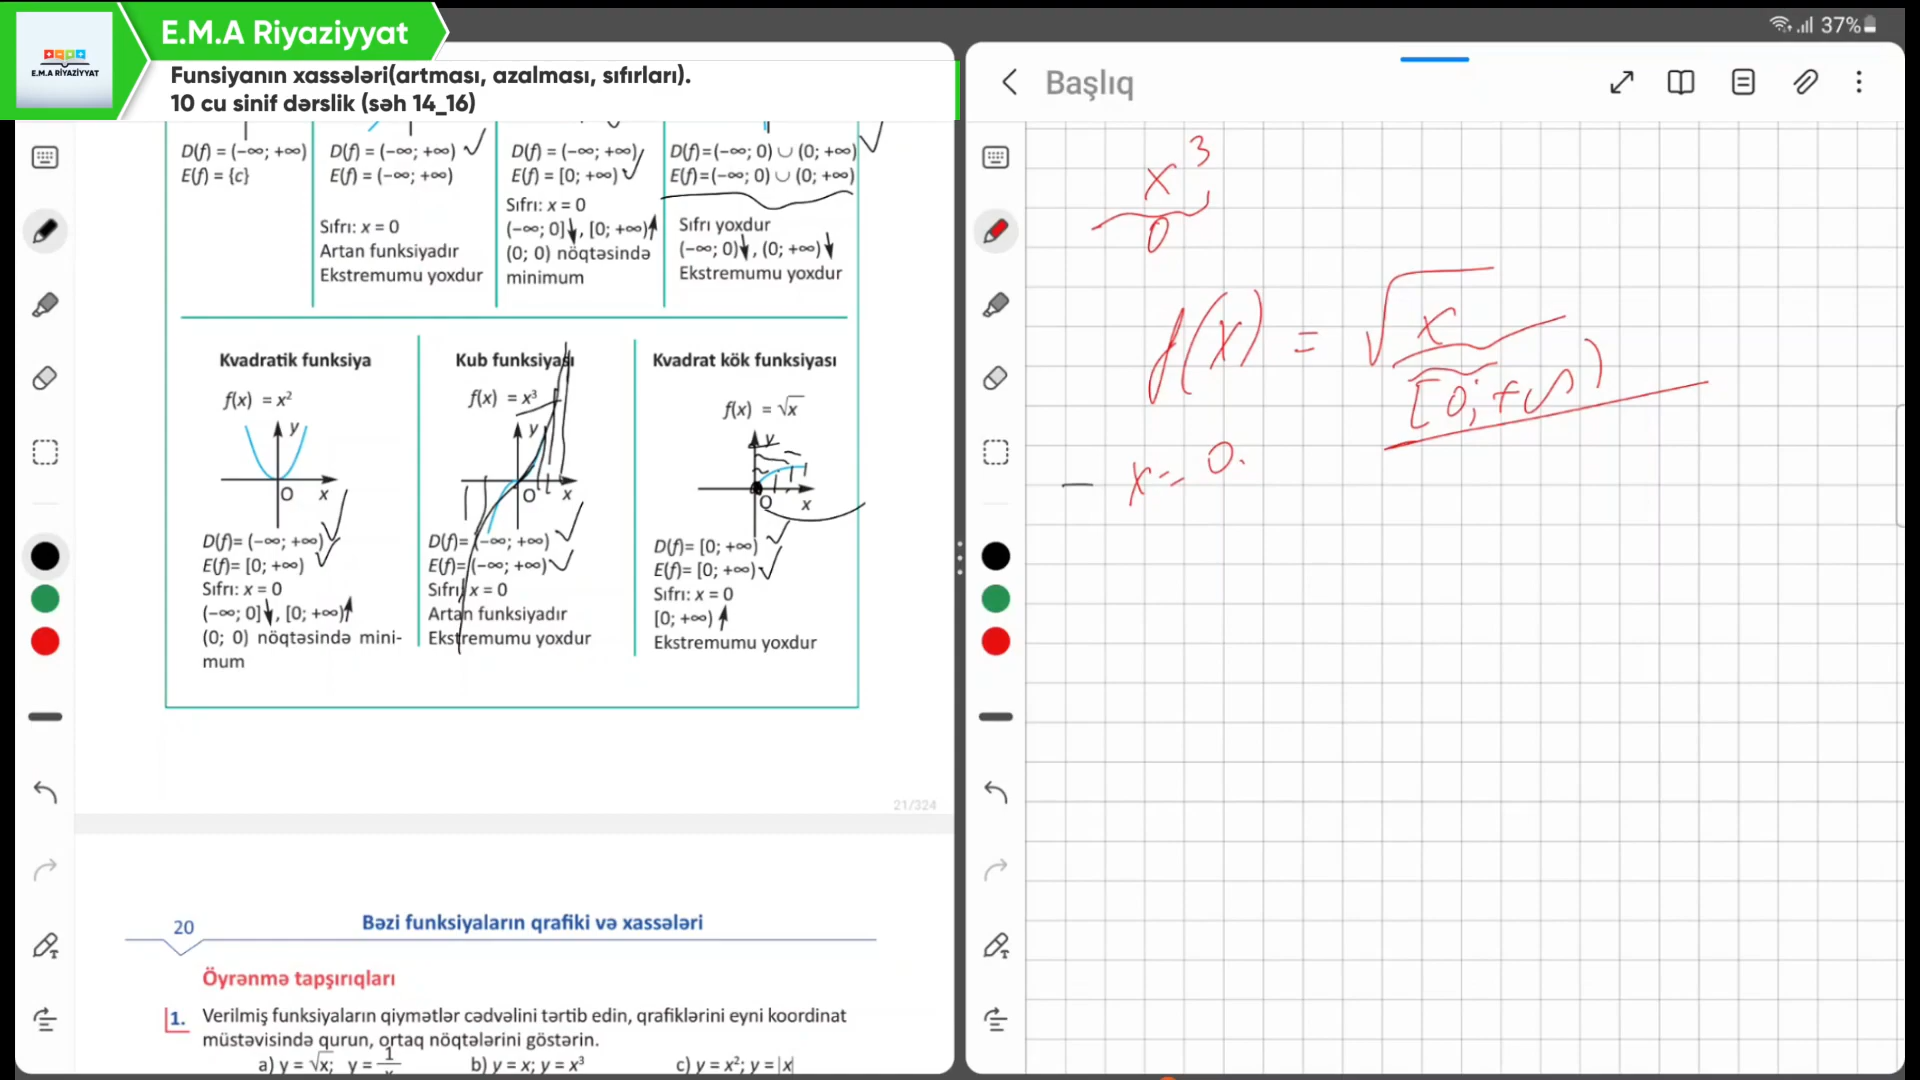 E.M.A Riyaziyyat
E.M.A RİYAZİYYAT
Funsiyanın xassələri(artması, azalması, sıfırları).
10 cu sinif dərslik (səh 14_16)
37%
D(f) = (-∞; +∞)
E(f) = {c}
D(f) = (-∞; +∞)
E(f) = (-∞; +∞)
Sıfrı: x = 0
Artan funksiyadır
Ekstremumu yoxdur
D(f) = (-∞; +∞)
E(f) = [0; +∞)
Sıfrı: x = 0
(-∞; 0], [0; +∞)
(0; 0) nöqtəsində
minimum
D(f)=(-∞; 0) ∪ (0; +∞)
E(f)=(-∞; 0) ∪ (0; +∞)
Sıfrı yoxdur
(-∞; 0), (0; +∞)
Ekstremumu yoxdur
Kvadratik funksiya
f(x) = x²
y
O
x
D(f)= (-∞; +∞)
E(f)= [0; +∞)
Sıfrı: x = 0
(-∞; 0], [0; +∞)
(0; 0) nöqtəsində mini-
mum
Kub funksiyası
f(x) = x³
y
O
x
D(f)= (-∞; +∞)
E(f)= (-∞; +∞)
Sıfrı: x = 0
Artan funksiyadır
Ekstremumu yoxdur
Kvadrat kök funksiyası
f(x) = √x
y
O
x
D(f)= [0; +∞)
E(f)= [0; +∞)
Sıfrı: x = 0
[0; +∞)
Ekstremumu yoxdur
21/324
20
Bəzi funksiyaların qrafiki və xassələri
Öyrənmə tapşırıqları
1. Verilmiş funksiyaların qiymətlər cədvəlini tərtib edin, qrafiklərini eyni koordinat
müstəvisində qurun, ortaq nöqtələrini göstərin.
a) y = √x; y = 1/x b) y = x; y = x³ c) y = x²; y = |x|
Başlıq
x³
0
f(x) = √x
[0; +∞)
x = 0.